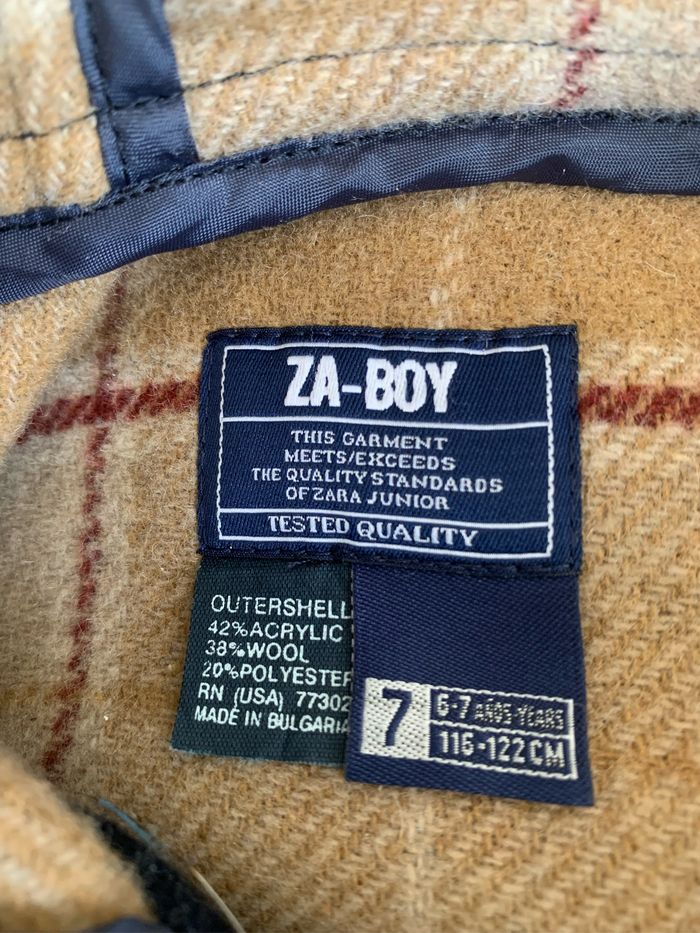 ZA-BOY
THIS GARMENT
MEETS/EXCEEDS
THE QUALITY STANDARDS
OF ZARA JUNIOR
TESTED QUALITY
OUTERSHELL
42%ACRYLIC
38%WOOL
20%POLYESTER
RN (USA) 77302
MADE IN BULGARIA
7
6-7 AÑOS-YEARS
116-122 CM